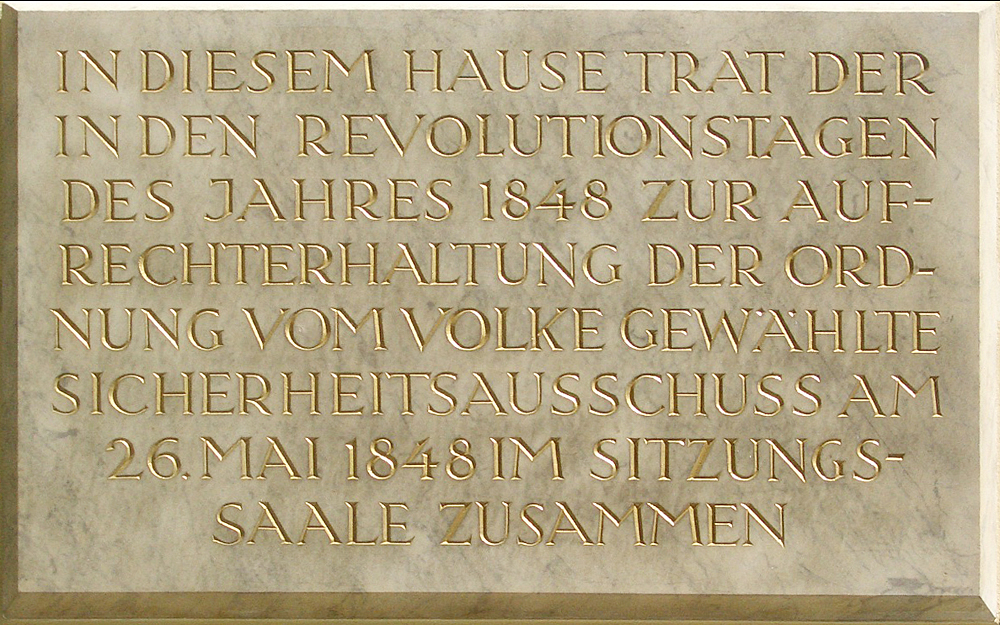 IN DIESEM HAUSE TRAT DER
IN DEN REVOLUTIONSTAGEN
DES JAHRES 1848 ZUR AUF-
RECHTERHALTUNG DER ORD-
NUNG VOM VOLKE GEWÄHLTE
SICHERHEITSAUSSCHUSS AM
26. MAI 1848 IM SITZUNGS-
SAALE ZUSAMMEN